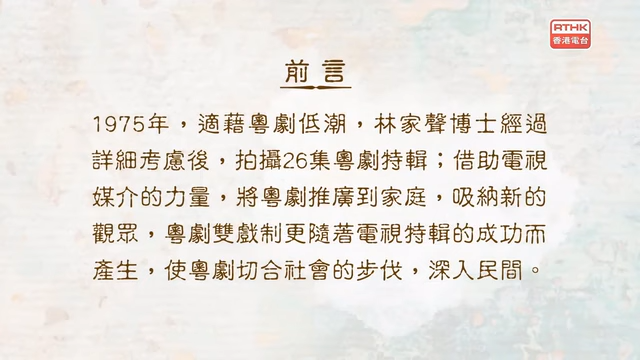 RTHK
香港電台
前言
1975年，適藉粵劇低潮，林家聲博士經過
詳細考慮後，拍攝26集粵劇特輯；借助電視
媒介的力量，將粵劇推廣到家庭，吸納新的
觀眾，粵劇雙戲制更隨著電視特輯的成功而
產生，使粵劇切合社會的步伐，深入民間。